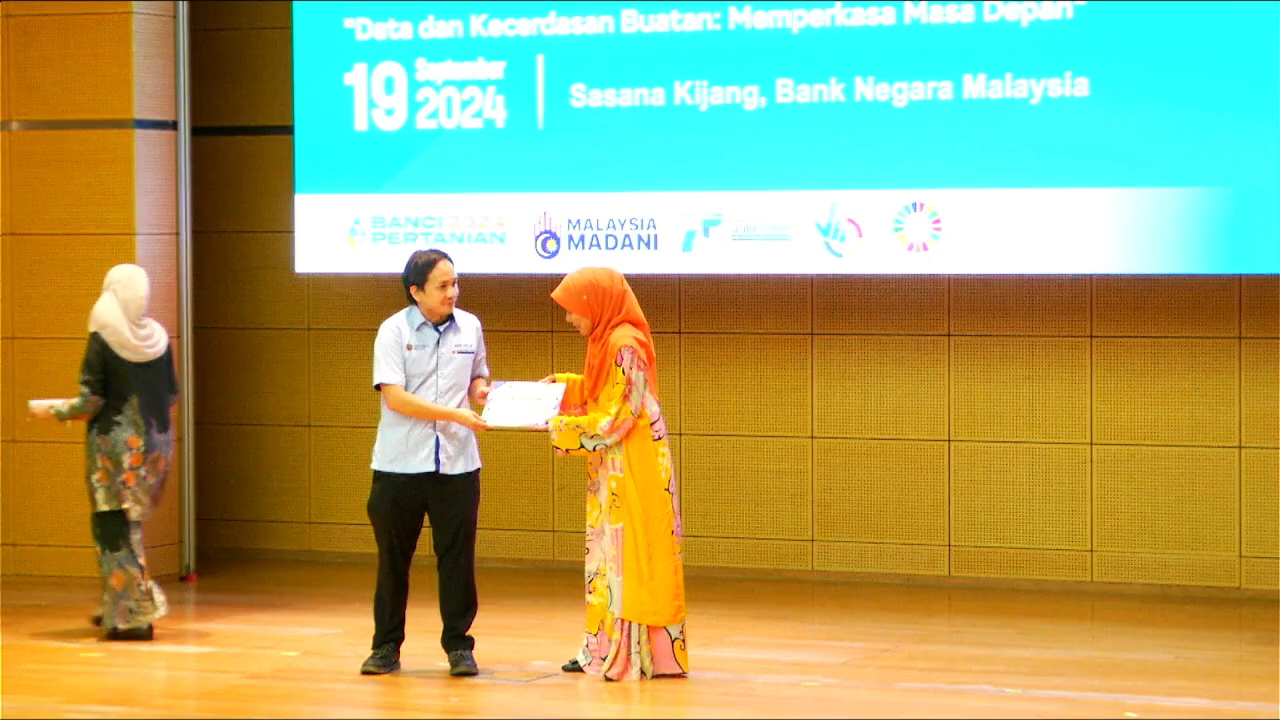 "Data dan Kecerdasan Buatan: Memperkasa Masa Depan"
19 September 2024
Sasana Kijang, Bank Negara Malaysia
BANCI 2024
PERTANIAN
MALAYSIA
MADANI